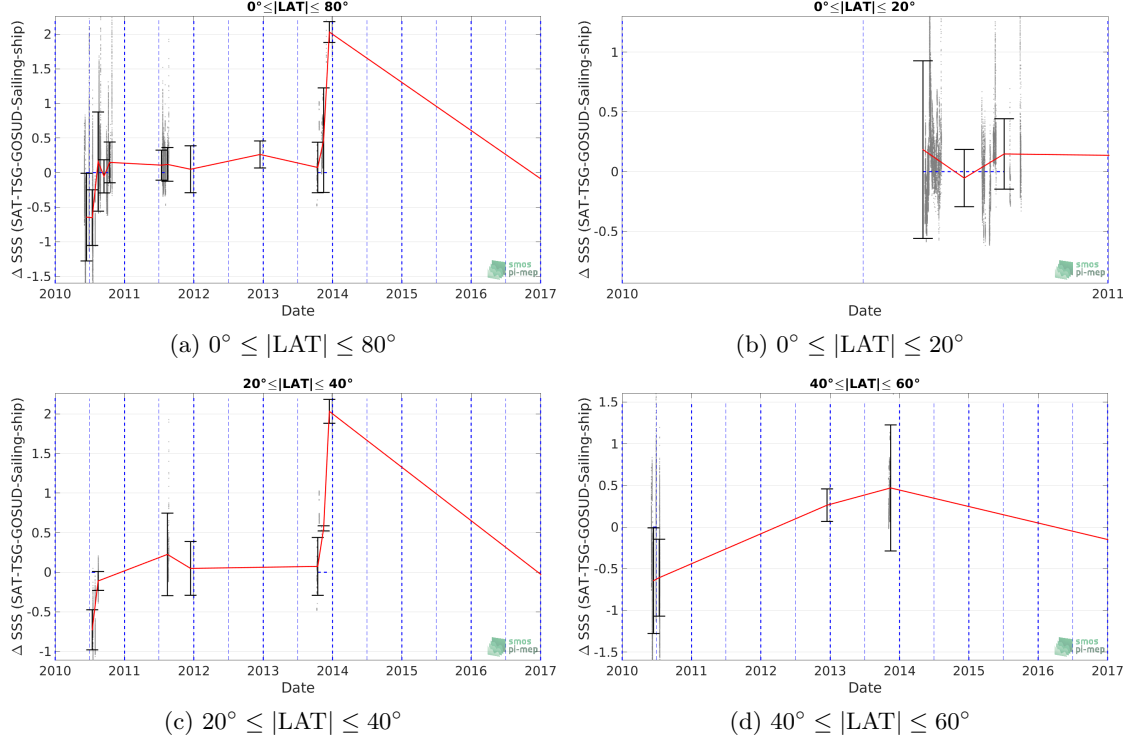 0°≤|LAT|≤ 80°
Δ SSS (SAT-TSG-GOSUD-Sailing-ship)
2
1.5
1
0.5
0
-0.5
-1
-1.5
2010 2011 2012 2013 2014 2015 2016 2017
Date
smos
pi-mep
(a) 0° ≤ |LAT| ≤ 80°
0°≤|LAT|≤ 20°
Δ SSS (SAT-TSG-GOSUD-Sailing-ship)
1
0.5
0
-0.5
2010 2011
Date
smos
pi-mep
(b) 0° ≤ |LAT| ≤ 20°
20°≤|LAT|≤ 40°
Δ SSS (SAT-TSG-GOSUD-Sailing-ship)
2
1.5
1
0.5
0
-0.5
-1
2010 2011 2012 2013 2014 2015 2016 2017
Date
smos
pi-mep
(c) 20° ≤ |LAT| ≤ 40°
40°≤|LAT|≤ 60°
Δ SSS (SAT-TSG-GOSUD-Sailing-ship)
1.5
1
0.5
0
-0.5
-1
-1.5
2010 2011 2012 2013 2014 2015 2016 2017
Date
smos
pi-mep
(d) 40° ≤ |LAT| ≤ 60°